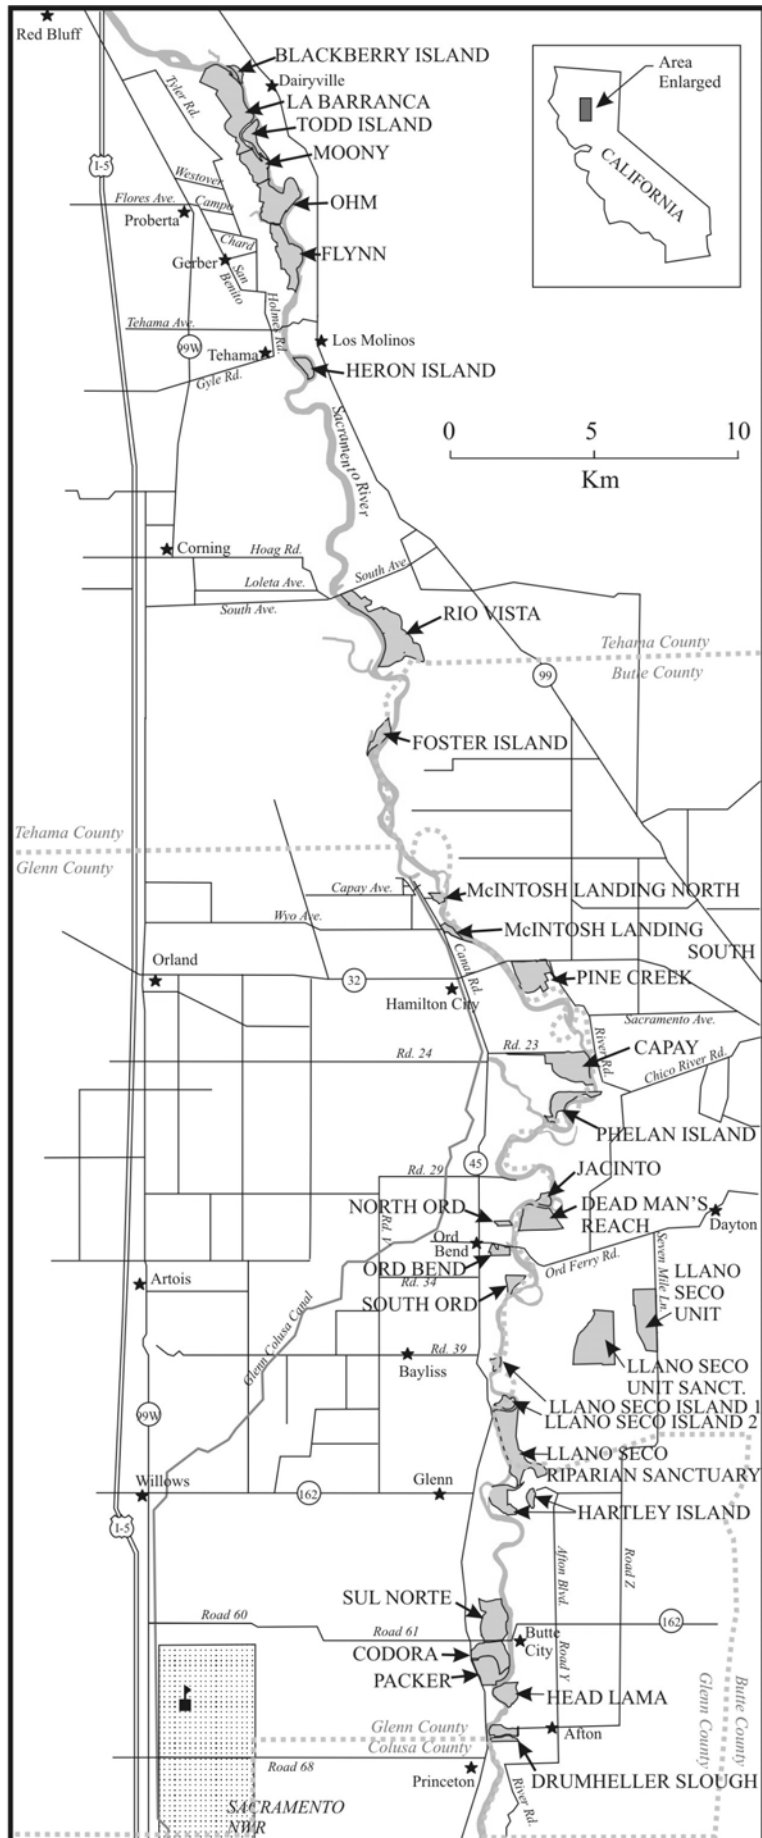 Red Bluff
BLACKBERRY ISLAND
Dairyville
LA BARRANCA
TODD ISLAND
MOONY
Tyler Rd.
I-5
Westover
Flores Ave.
Campo
OHM
Proberta
Chard
FLYNN
Gerber
San
Benito
Holmes Rd.
Tehama Ave.
Los Molinos
99W
Tehama
Gyle Rd.
HERON ISLAND
Area
Enlarged
CALIFORNIA
0 5 10
Km
Sacramento River
Corning
Hoag Rd.
Loleta Ave.
South Ave.
South Ave.
RIO VISTA
Tehama County
Butte County
99
FOSTER ISLAND
Tehama County
Glenn County
Capay Ave.
McINTOSH LANDING NORTH
Wyo Ave.
McINTOSH LANDING
SOUTH
Canal Rd.
Orland
32
Hamilton City
PINE CREEK
Sacramento Ave.
River Rd.
Rd. 23
Rd. 24
CAPAY
Chico River Rd.
PHELAN ISLAND
45
Rd. 29
JACINTO
NORTH ORD
DEAD MAN'S
REACH
Dayton
Rd. V
Ord
Bend
ORD BEND
Ord Ferry Rd.
Seven Mile Ln.
Artois
Rd. 34
SOUTH ORD
LLANO
SECO
UNIT
Glenn Colusa Canal
Rd. 39
Bayliss
LLANO SECO
UNIT SANCT.
LLANO SECO ISLAND 1
LLANO SECO ISLAND 2
99W
LLANO SECO
RIPARIAN SANCTUARY
Willows
162
Glenn
HARTLEY ISLAND
I-5
Afton Blvd.
Road Z
SUL NORTE
Road 60
Road 61
162
Butte
City
CODORA
PACKER
Road Y
HEAD LAMA
Glenn County
Butte County
Glenn County
Colusa County
Afton
Road 68
Princeton
DRUMHELLER SLOUGH
River Rd.
SACRAMENTO
NWR